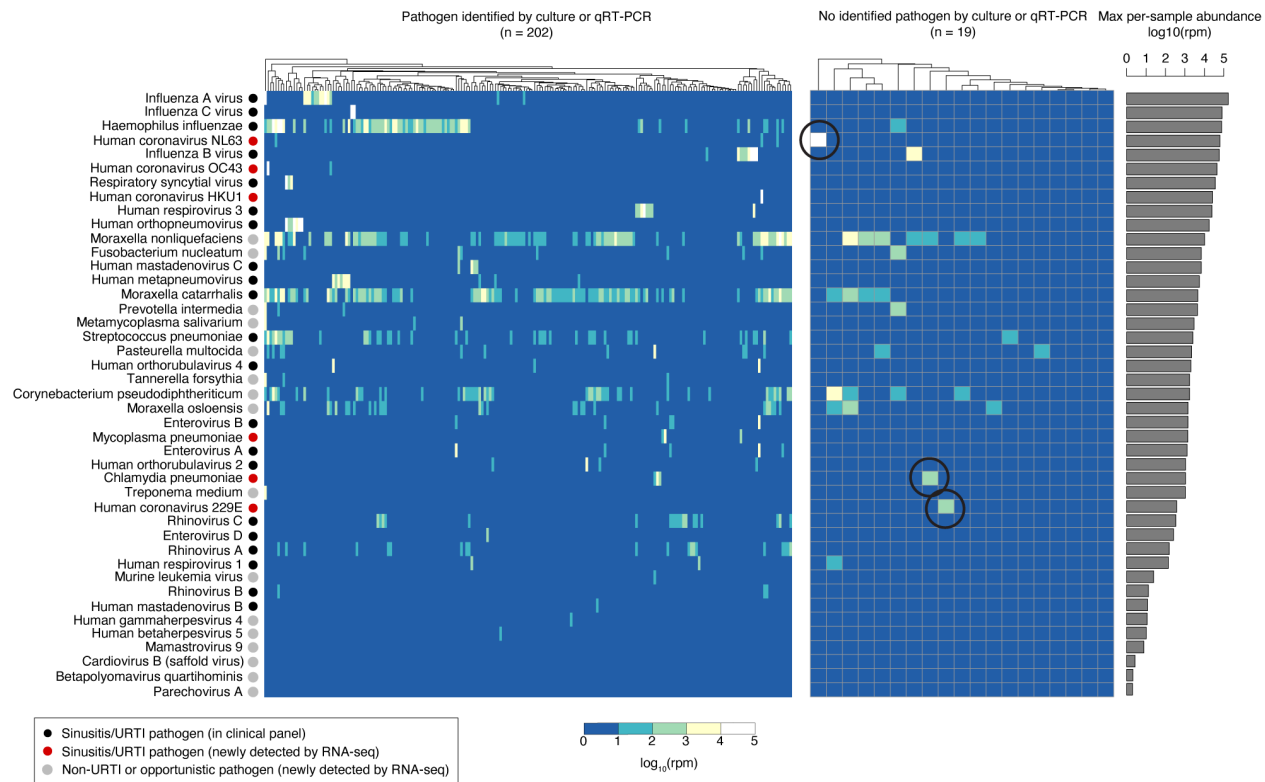 Pathogen identified by culture or qRT-PCR
(n = 202)
No identified pathogen by culture or qRT-PCR
(n = 19)
Max per-sample abundance
log10(rpm)
0 1 2 3 4 5
Influenza A virus
Influenza C virus
Haemophilus influenzae
Human coronavirus NL63
Influenza B virus
Human coronavirus OC43
Respiratory syncytial virus
Human coronavirus HKU1
Human respirovirus 3
Human orthopneumovirus
Moraxella nonliquefaciens
Fusobacterium nucleatum
Human mastadenovirus C
Human metapneumovirus
Moraxella catarrhalis
Prevotella intermedia
Metamycoplasma salivarium
Streptococcus pneumoniae
Pasteurella multocida
Human orthorubulavirus 4
Tannerella forsythia
Corynebacterium pseudodiphtheriticum
Moraxella osloensis
Enterovirus B
Mycoplasma pneumoniae
Enterovirus A
Human orthorubulavirus 2
Chlamydia pneumoniae
Treponema medium
Human coronavirus 229E
Rhinovirus C
Enterovirus D
Rhinovirus A
Human respirovirus 1
Murine leukemia virus
Rhinovirus B
Human mastadenovirus B
Human gammaherpesvirus 4
Human betaherpesvirus 5
Mamastrovirus 9
Cardiovirus B (saffold virus)
Betapolyomavirus quartihominis
Parechovirus A
Sinusitis/URTI pathogen (in clinical panel)
Sinusitis/URTI pathogen (newly detected by RNA-seq)
Non-URTI or opportunistic pathogen (newly detected by RNA-seq)
0 1 2 3 4 5
log10(rpm)